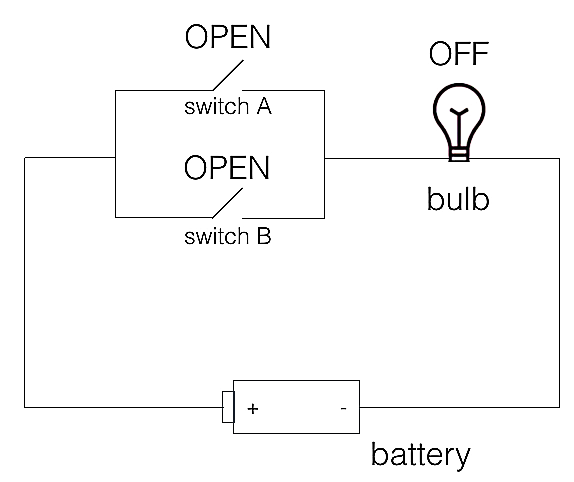 OPEN
switch A
OFF
OPEN
switch B
bulb
+ -
battery